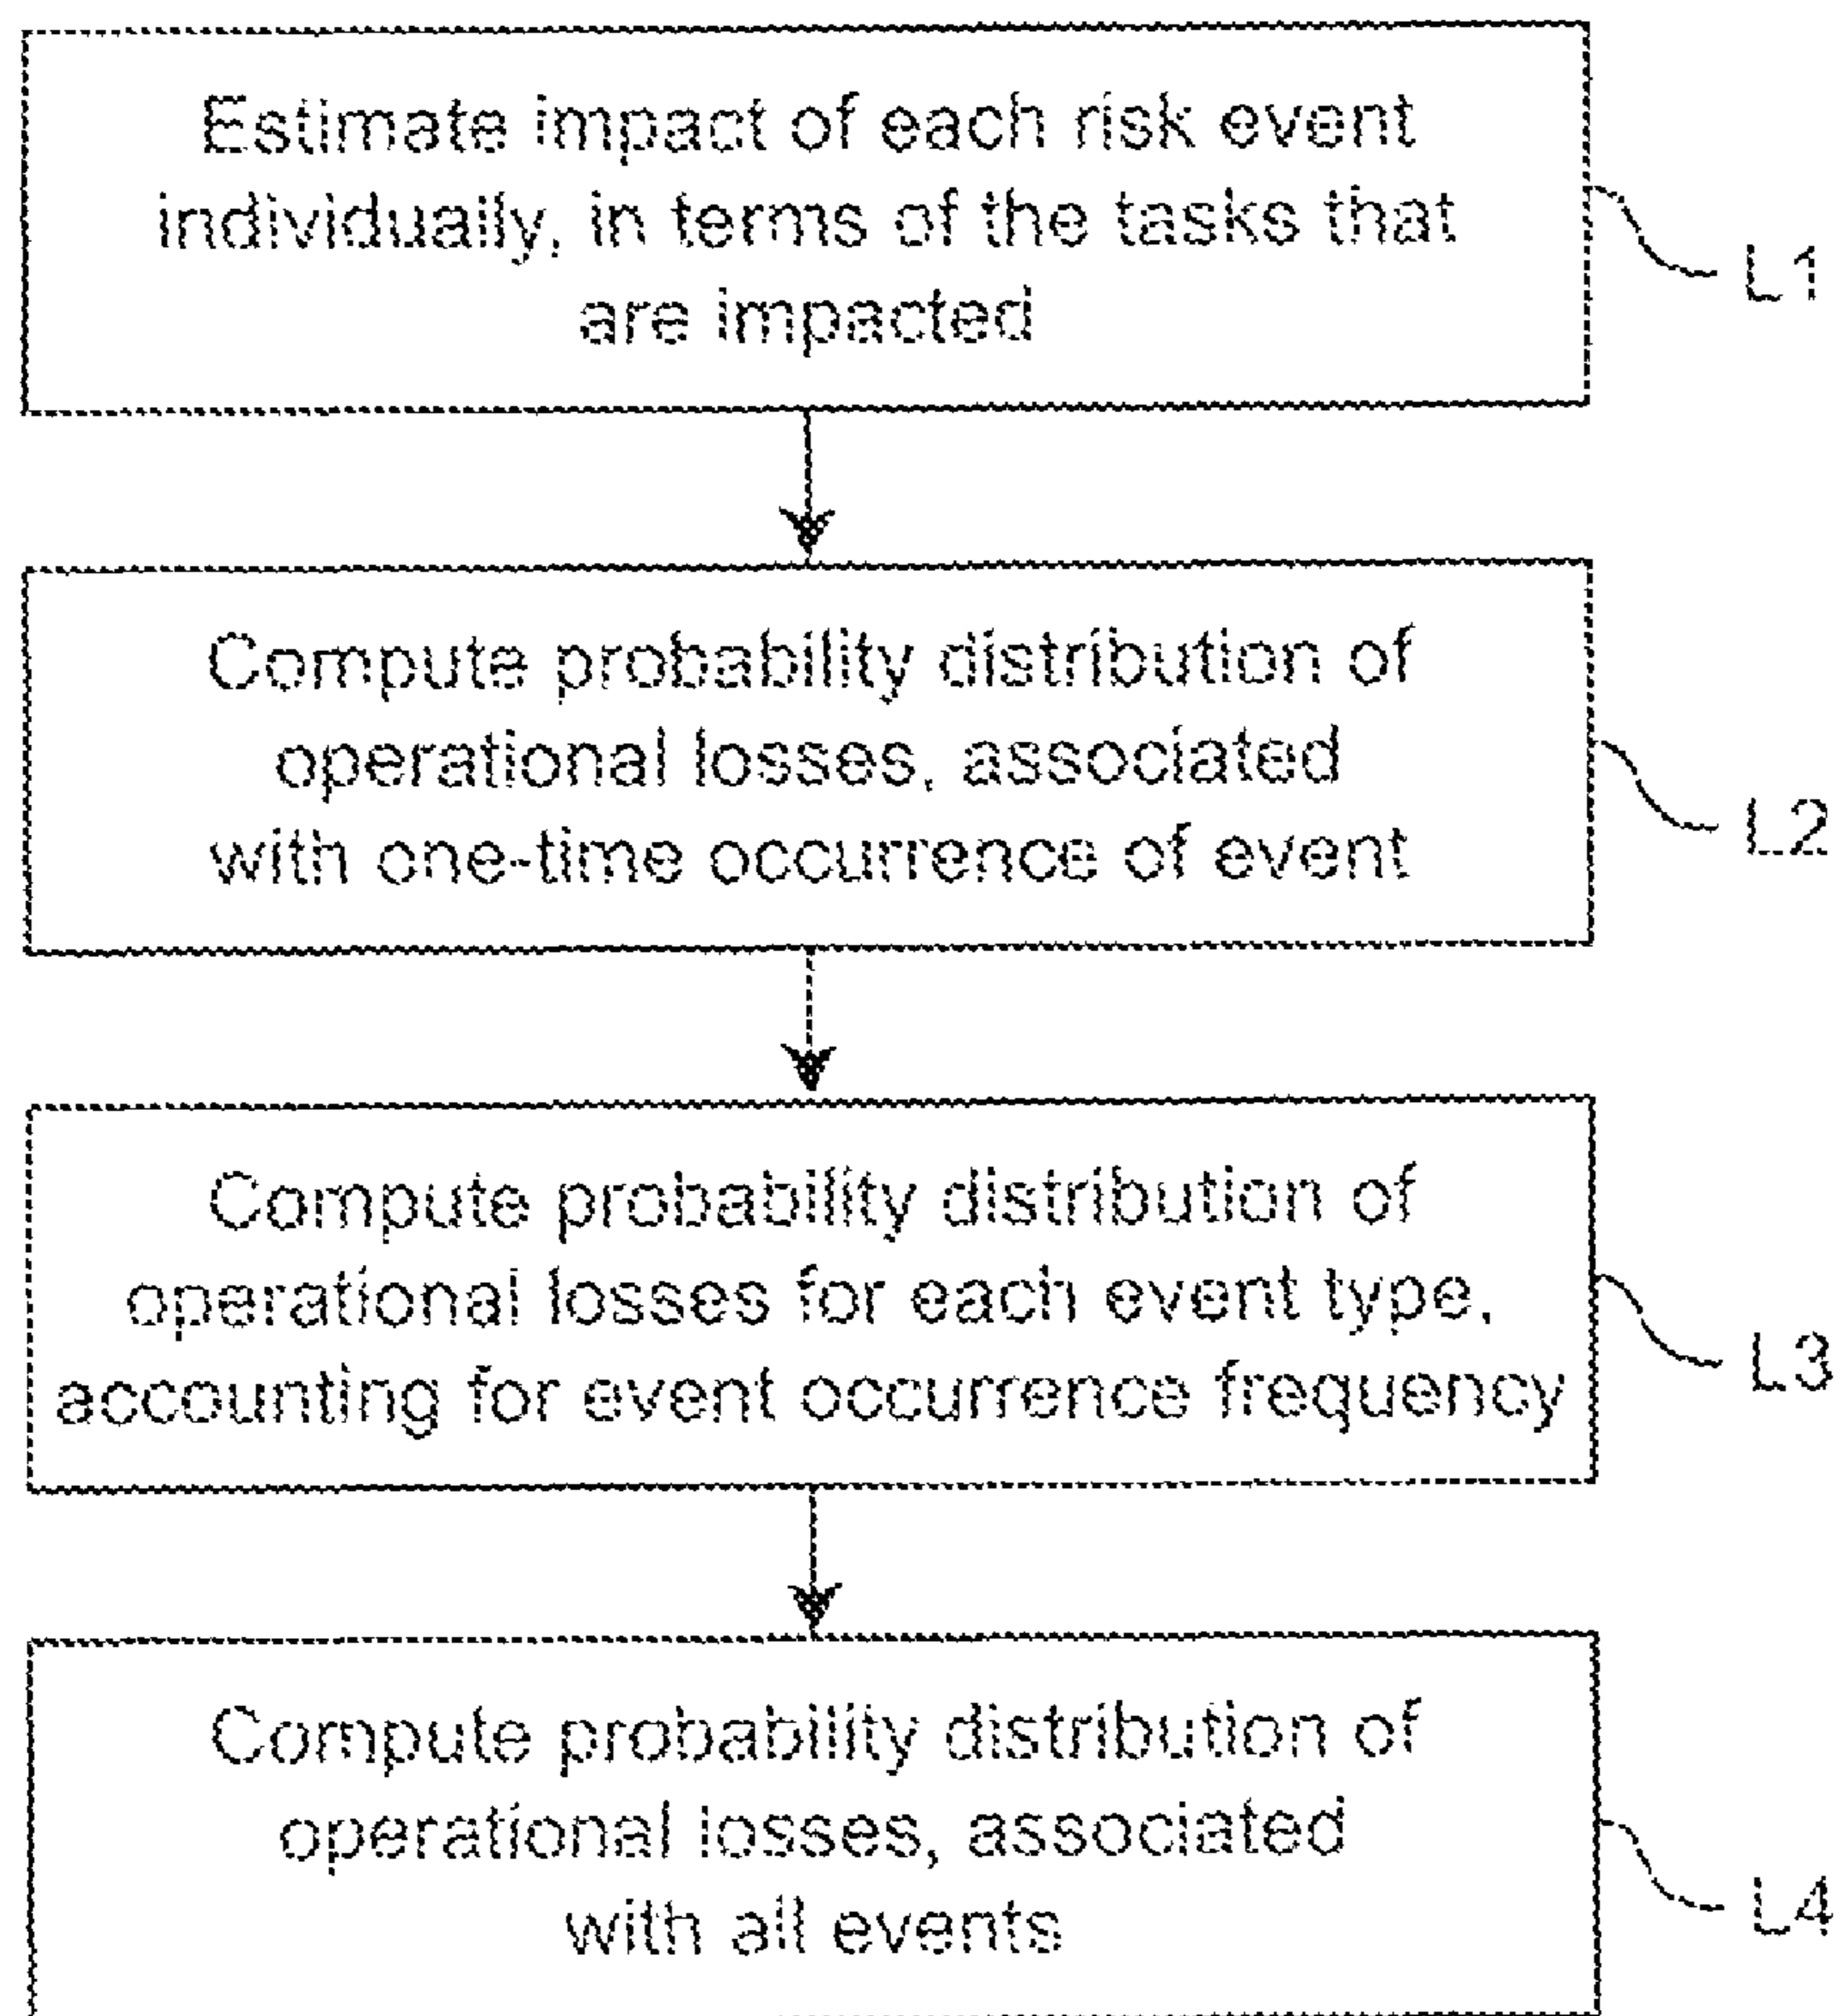 Estimate impact of each risk event
individually, in terms of the tasks that
are impacted
L1
Compute probability distribution of
operational losses, associated
with one-time occurrence of event
L2
Compute probability distribution of
operational losses for each event type,
accounting for event occurrence frequency
L3
Compute probability distribution of
operational losses, associated
with all events
L4